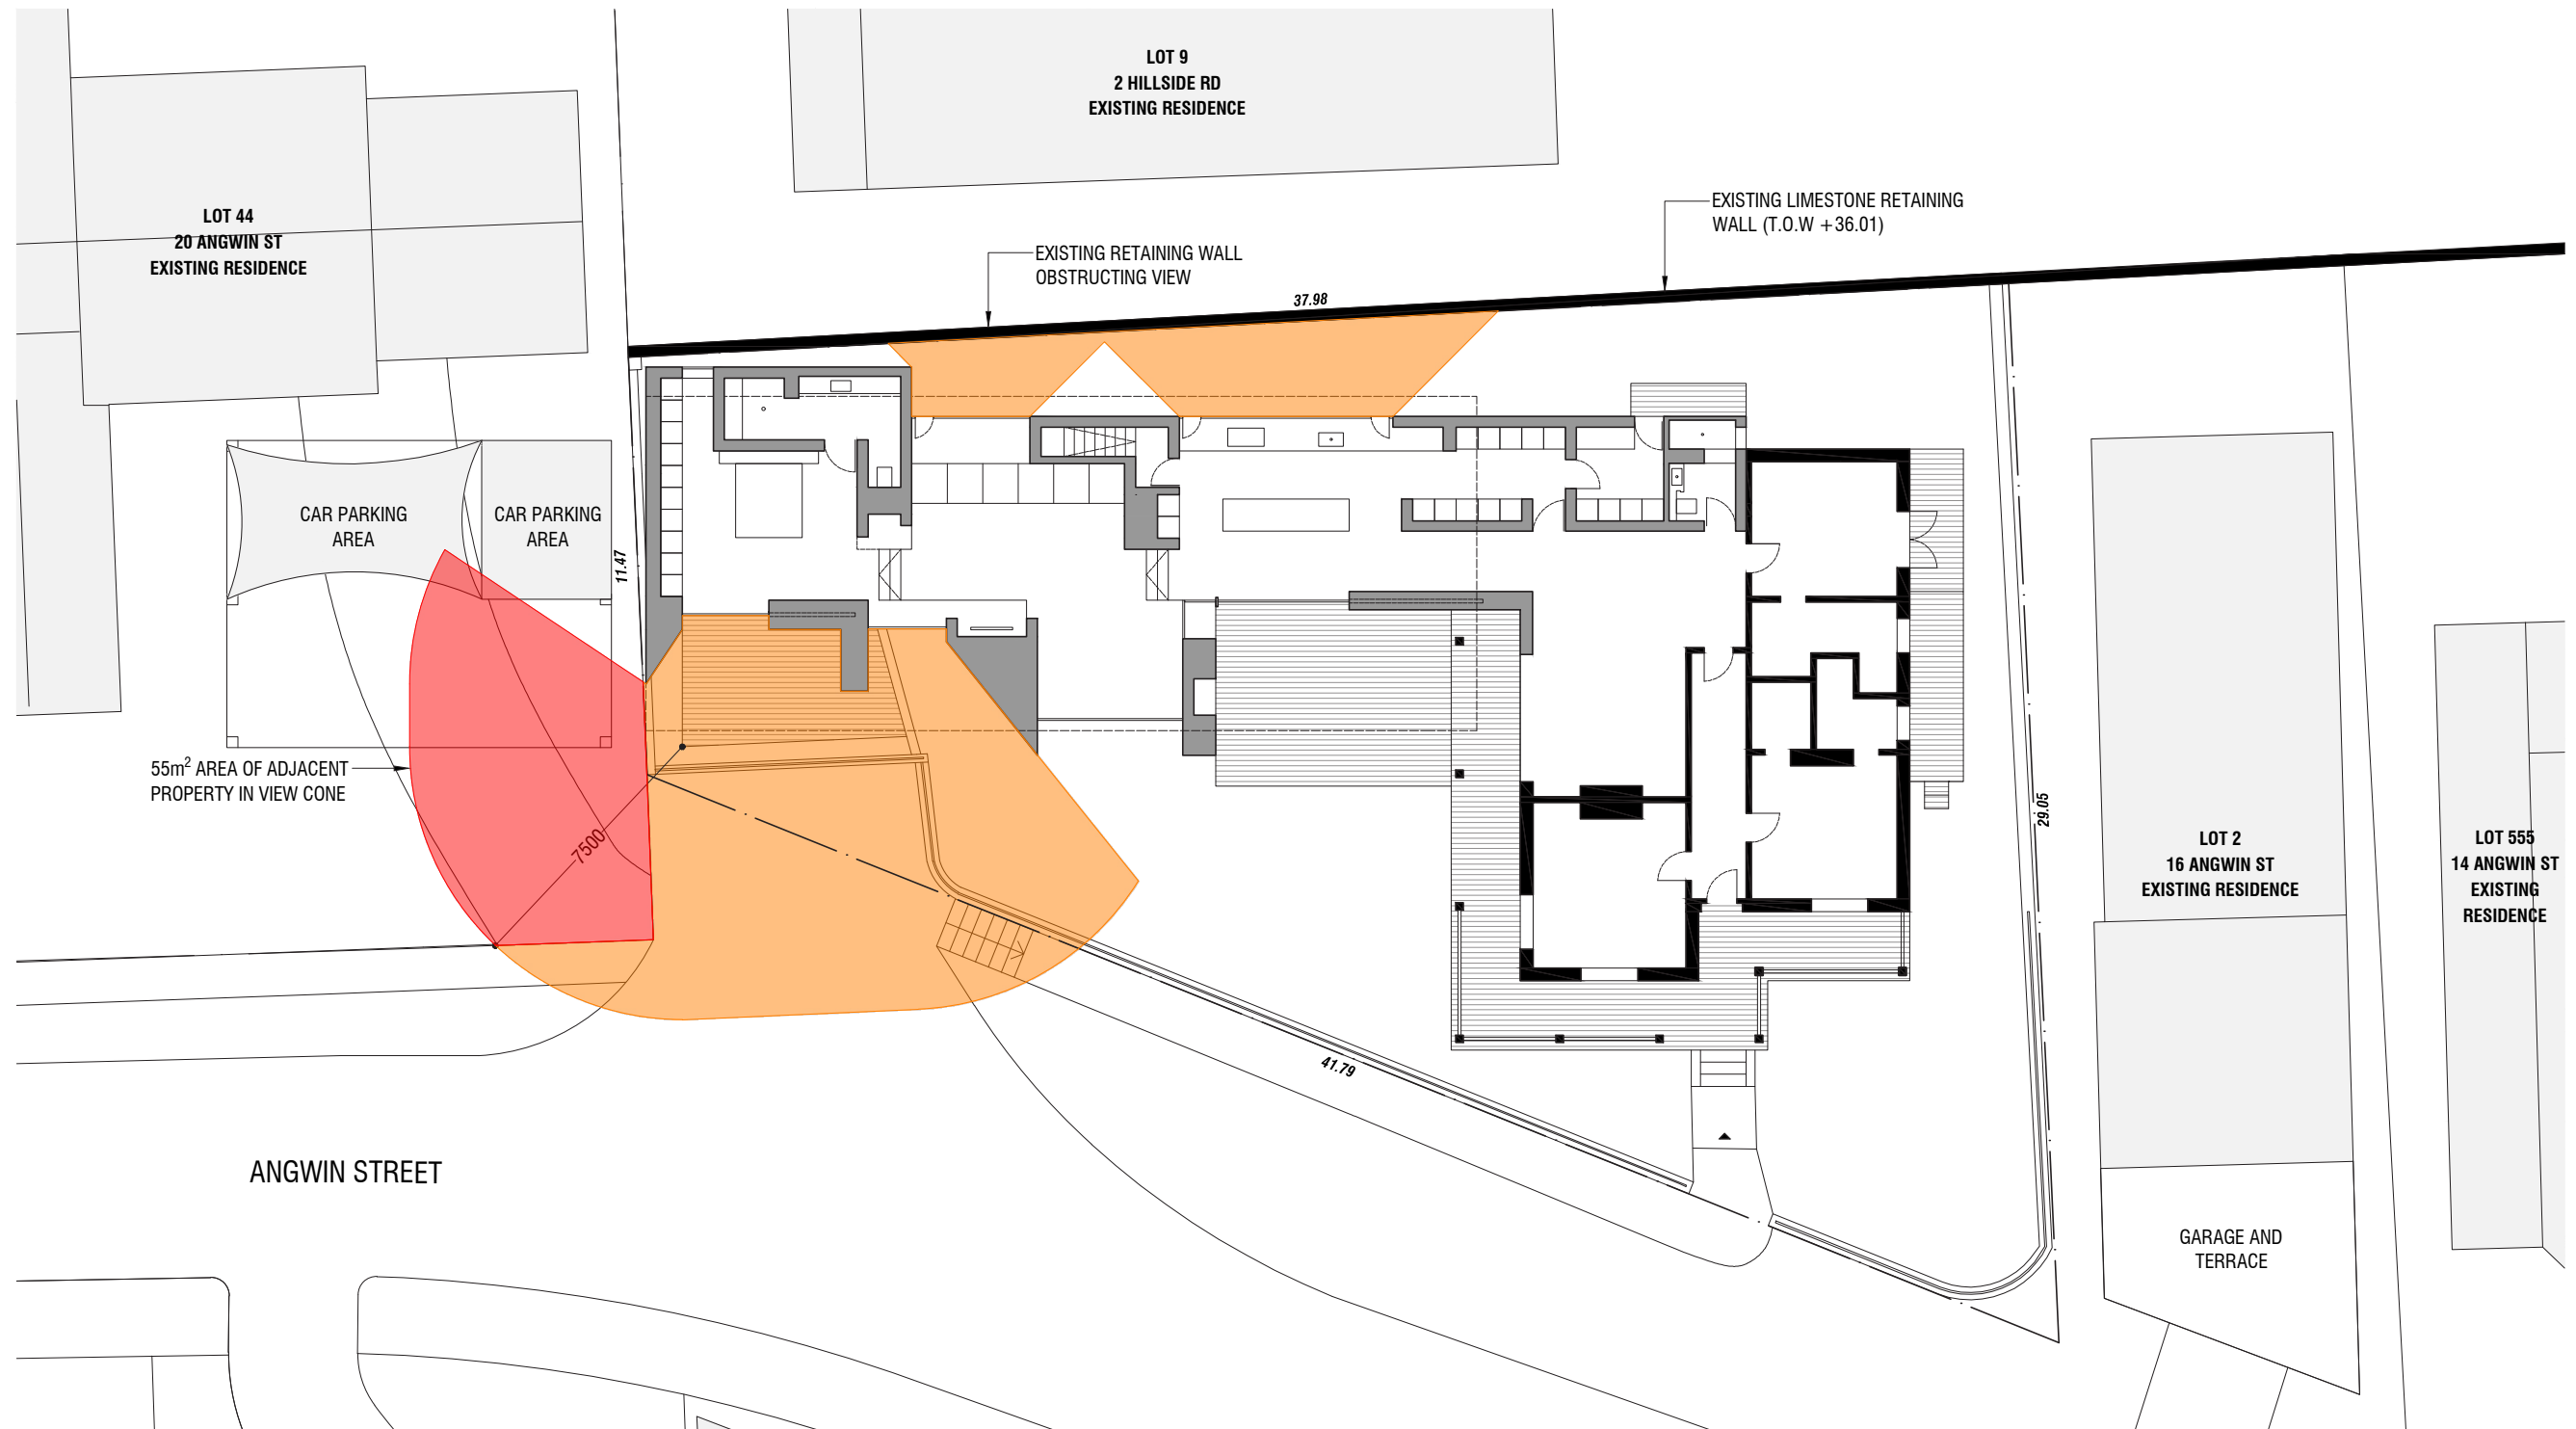 LOT 9
2 HILLSIDE RD
EXISTING RESIDENCE
EXISTING LIMESTONE RETAINING
WALL (T.O.W +36.01)
LOT 44
20 ANGWIN ST
EXISTING RESIDENCE
EXISTING RETAINING WALL
OBSTRUCTING VIEW
37.98
CAR PARKING
AREA
CAR PARKING
AREA
11.47
55m² AREA OF ADJACENT
PROPERTY IN VIEW CONE
7500
29.05
LOT 2
16 ANGWIN ST
EXISTING RESIDENCE
LOT 555
14 ANGWIN ST
EXISTING
RESIDENCE
41.79
ANGWIN STREET
GARAGE AND
TERRACE